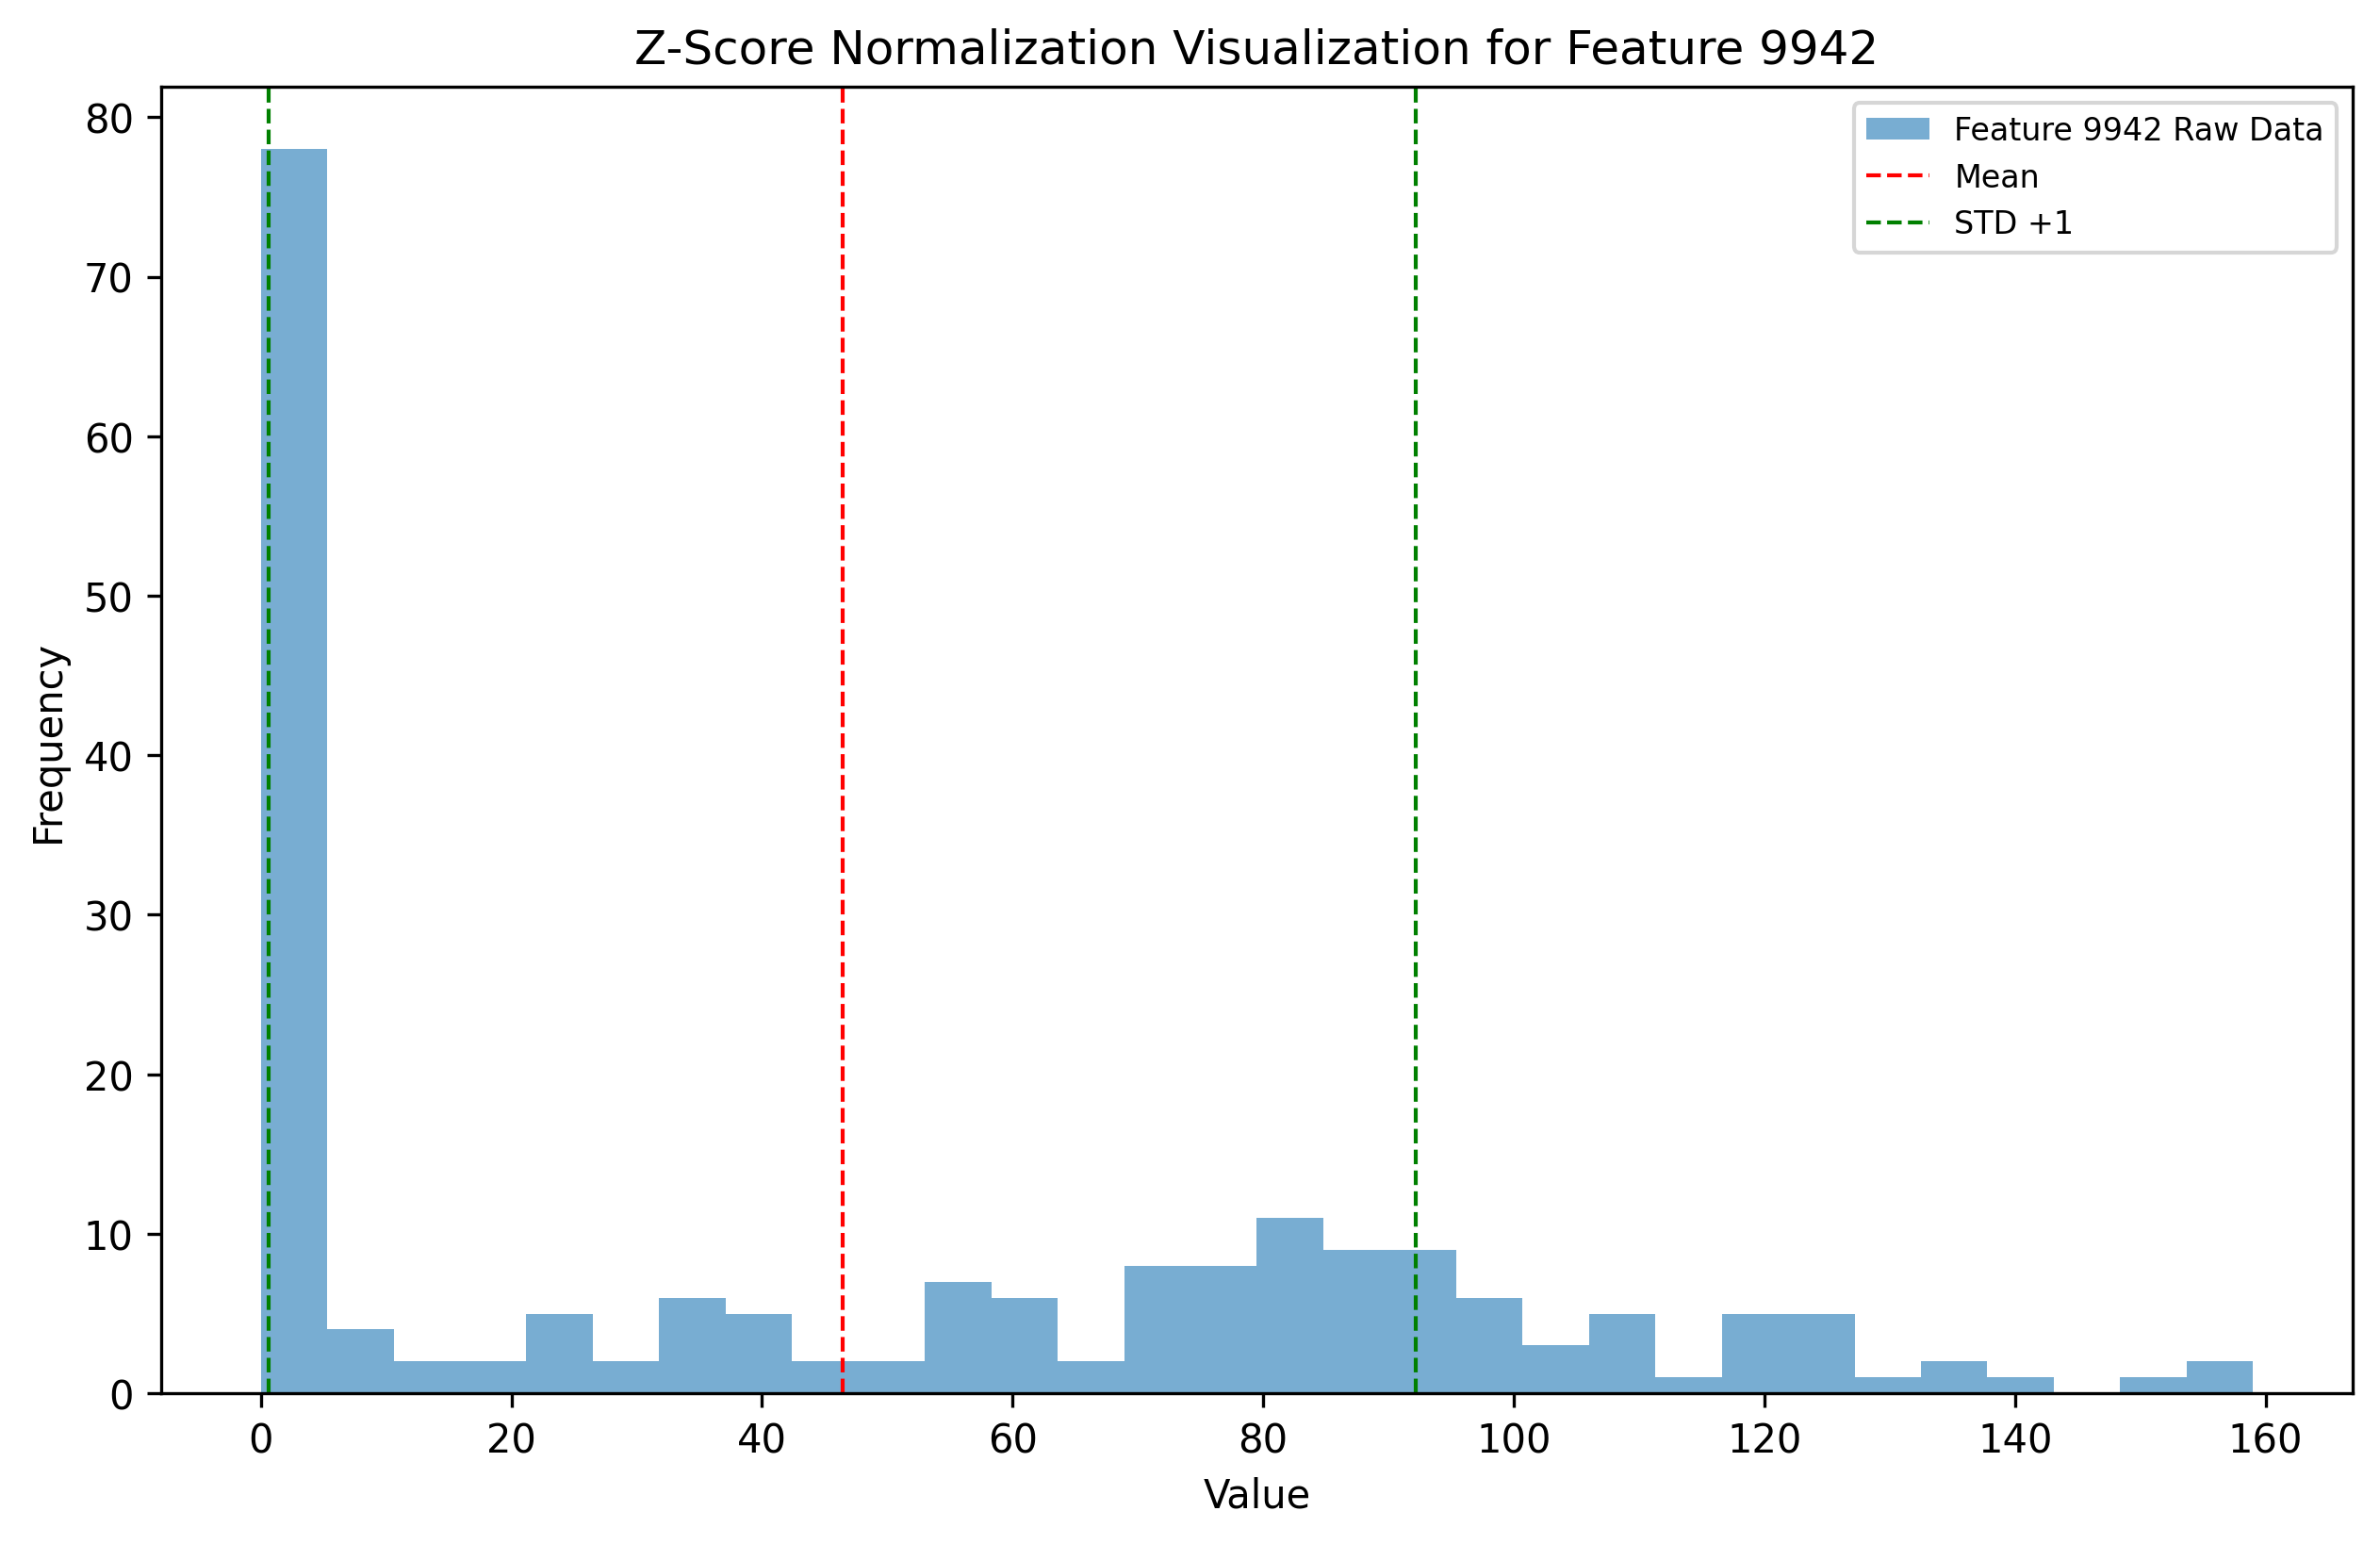 Z-Score Normalization Visualization for Feature 9942
Feature 9942 Raw Data
Mean
STD +1
80
70
60
50
40
30
20
10
0
Frequency
0 20 40 60 80 100 120 140 160
Value